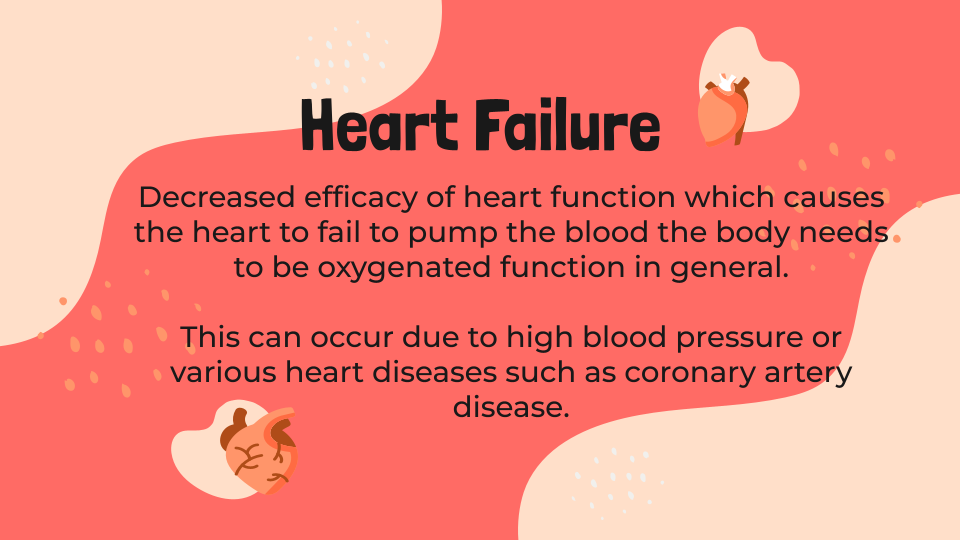 Heart Failure
Decreased efficacy of heart function which causes
the heart to fail to pump the blood the body needs
to be oxygenated function in general.
This can occur due to high blood pressure or
various heart diseases such as coronary artery
disease.